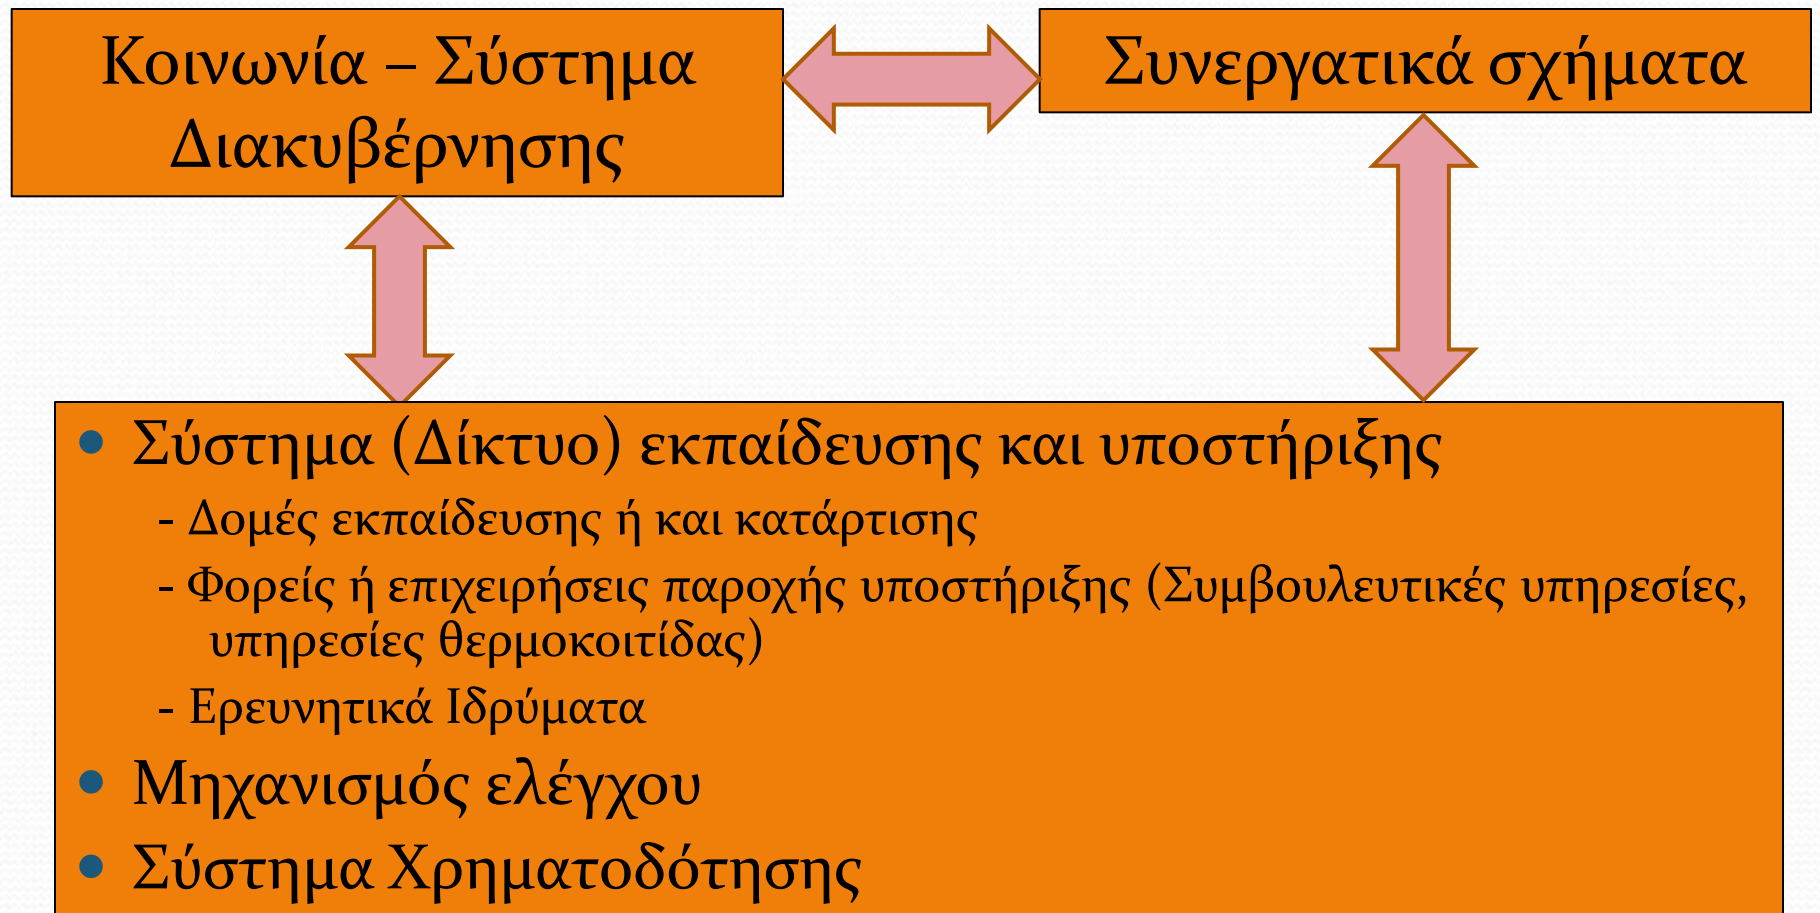 Κοινωνία – Σύστημα
Διακυβέρνησης
Συνεργατικά σχήματα
• Σύστημα (Δίκτυο) εκπαίδευσης και υποστήριξης
- Δομές εκπαίδευσης ή και κατάρτισης
- Φορείς ή επιχειρήσεις παροχής υποστήριξης (Συμβουλευτικές υπηρεσίες,
υπηρεσίες θερμοκοιτίδας)
- Ερευνητικά Ιδρύματα
• Μηχανισμός ελέγχου
• Σύστημα Χρηματοδότησης